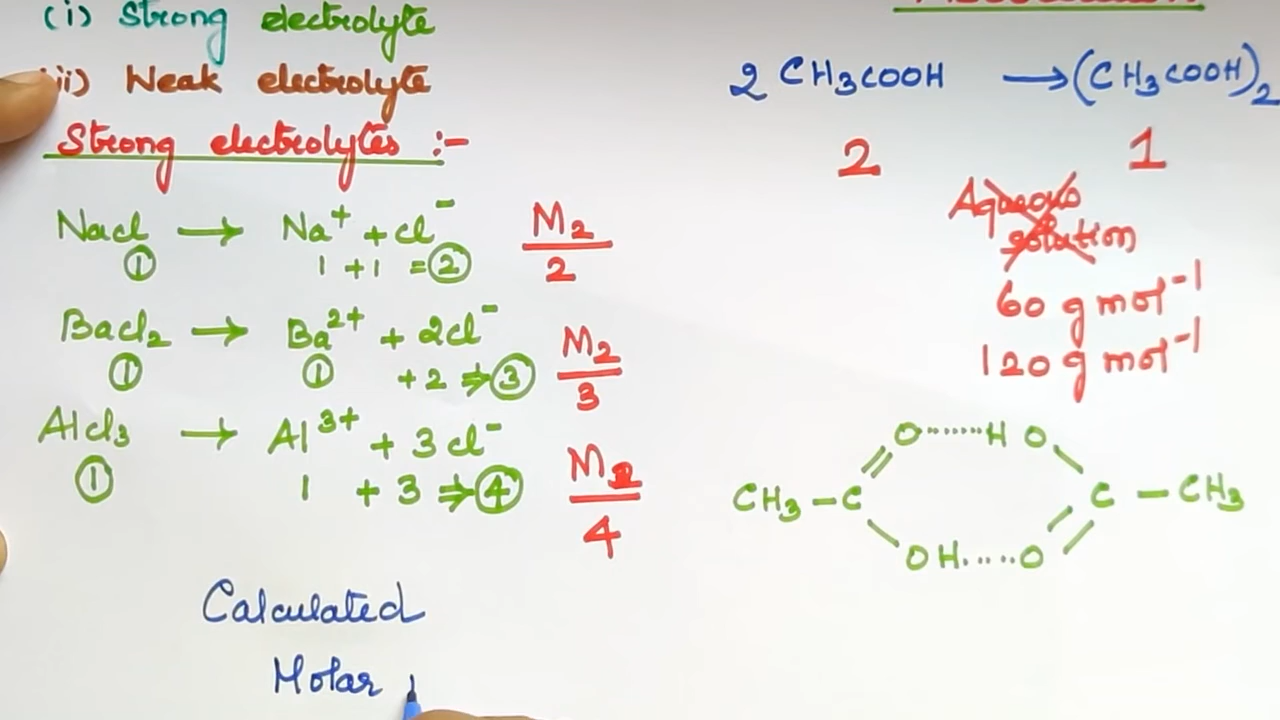 (i) Strong electrolyte
ii) Weak electrolyte
Strong electrolytes :-
Nacl → Na⁺ + cl⁻
1
1 + 1 = 2
M₂/2
Bacl₂ → Ba²⁺ + 2cl⁻
1
1 + 2 ⇒ 3
M₂/3
Alcl₃ → Al³⁺ + 3cl⁻
1
1 + 3 ⇒ 4
M₂/4
Calculated
Molar
2 CH₃COOH → (CH₃COOH)₂
2 1
Aqueous
solution
60 g mol⁻¹
120 g mol⁻¹
O......H O
CH₃ - C C - CH₃
OH....O